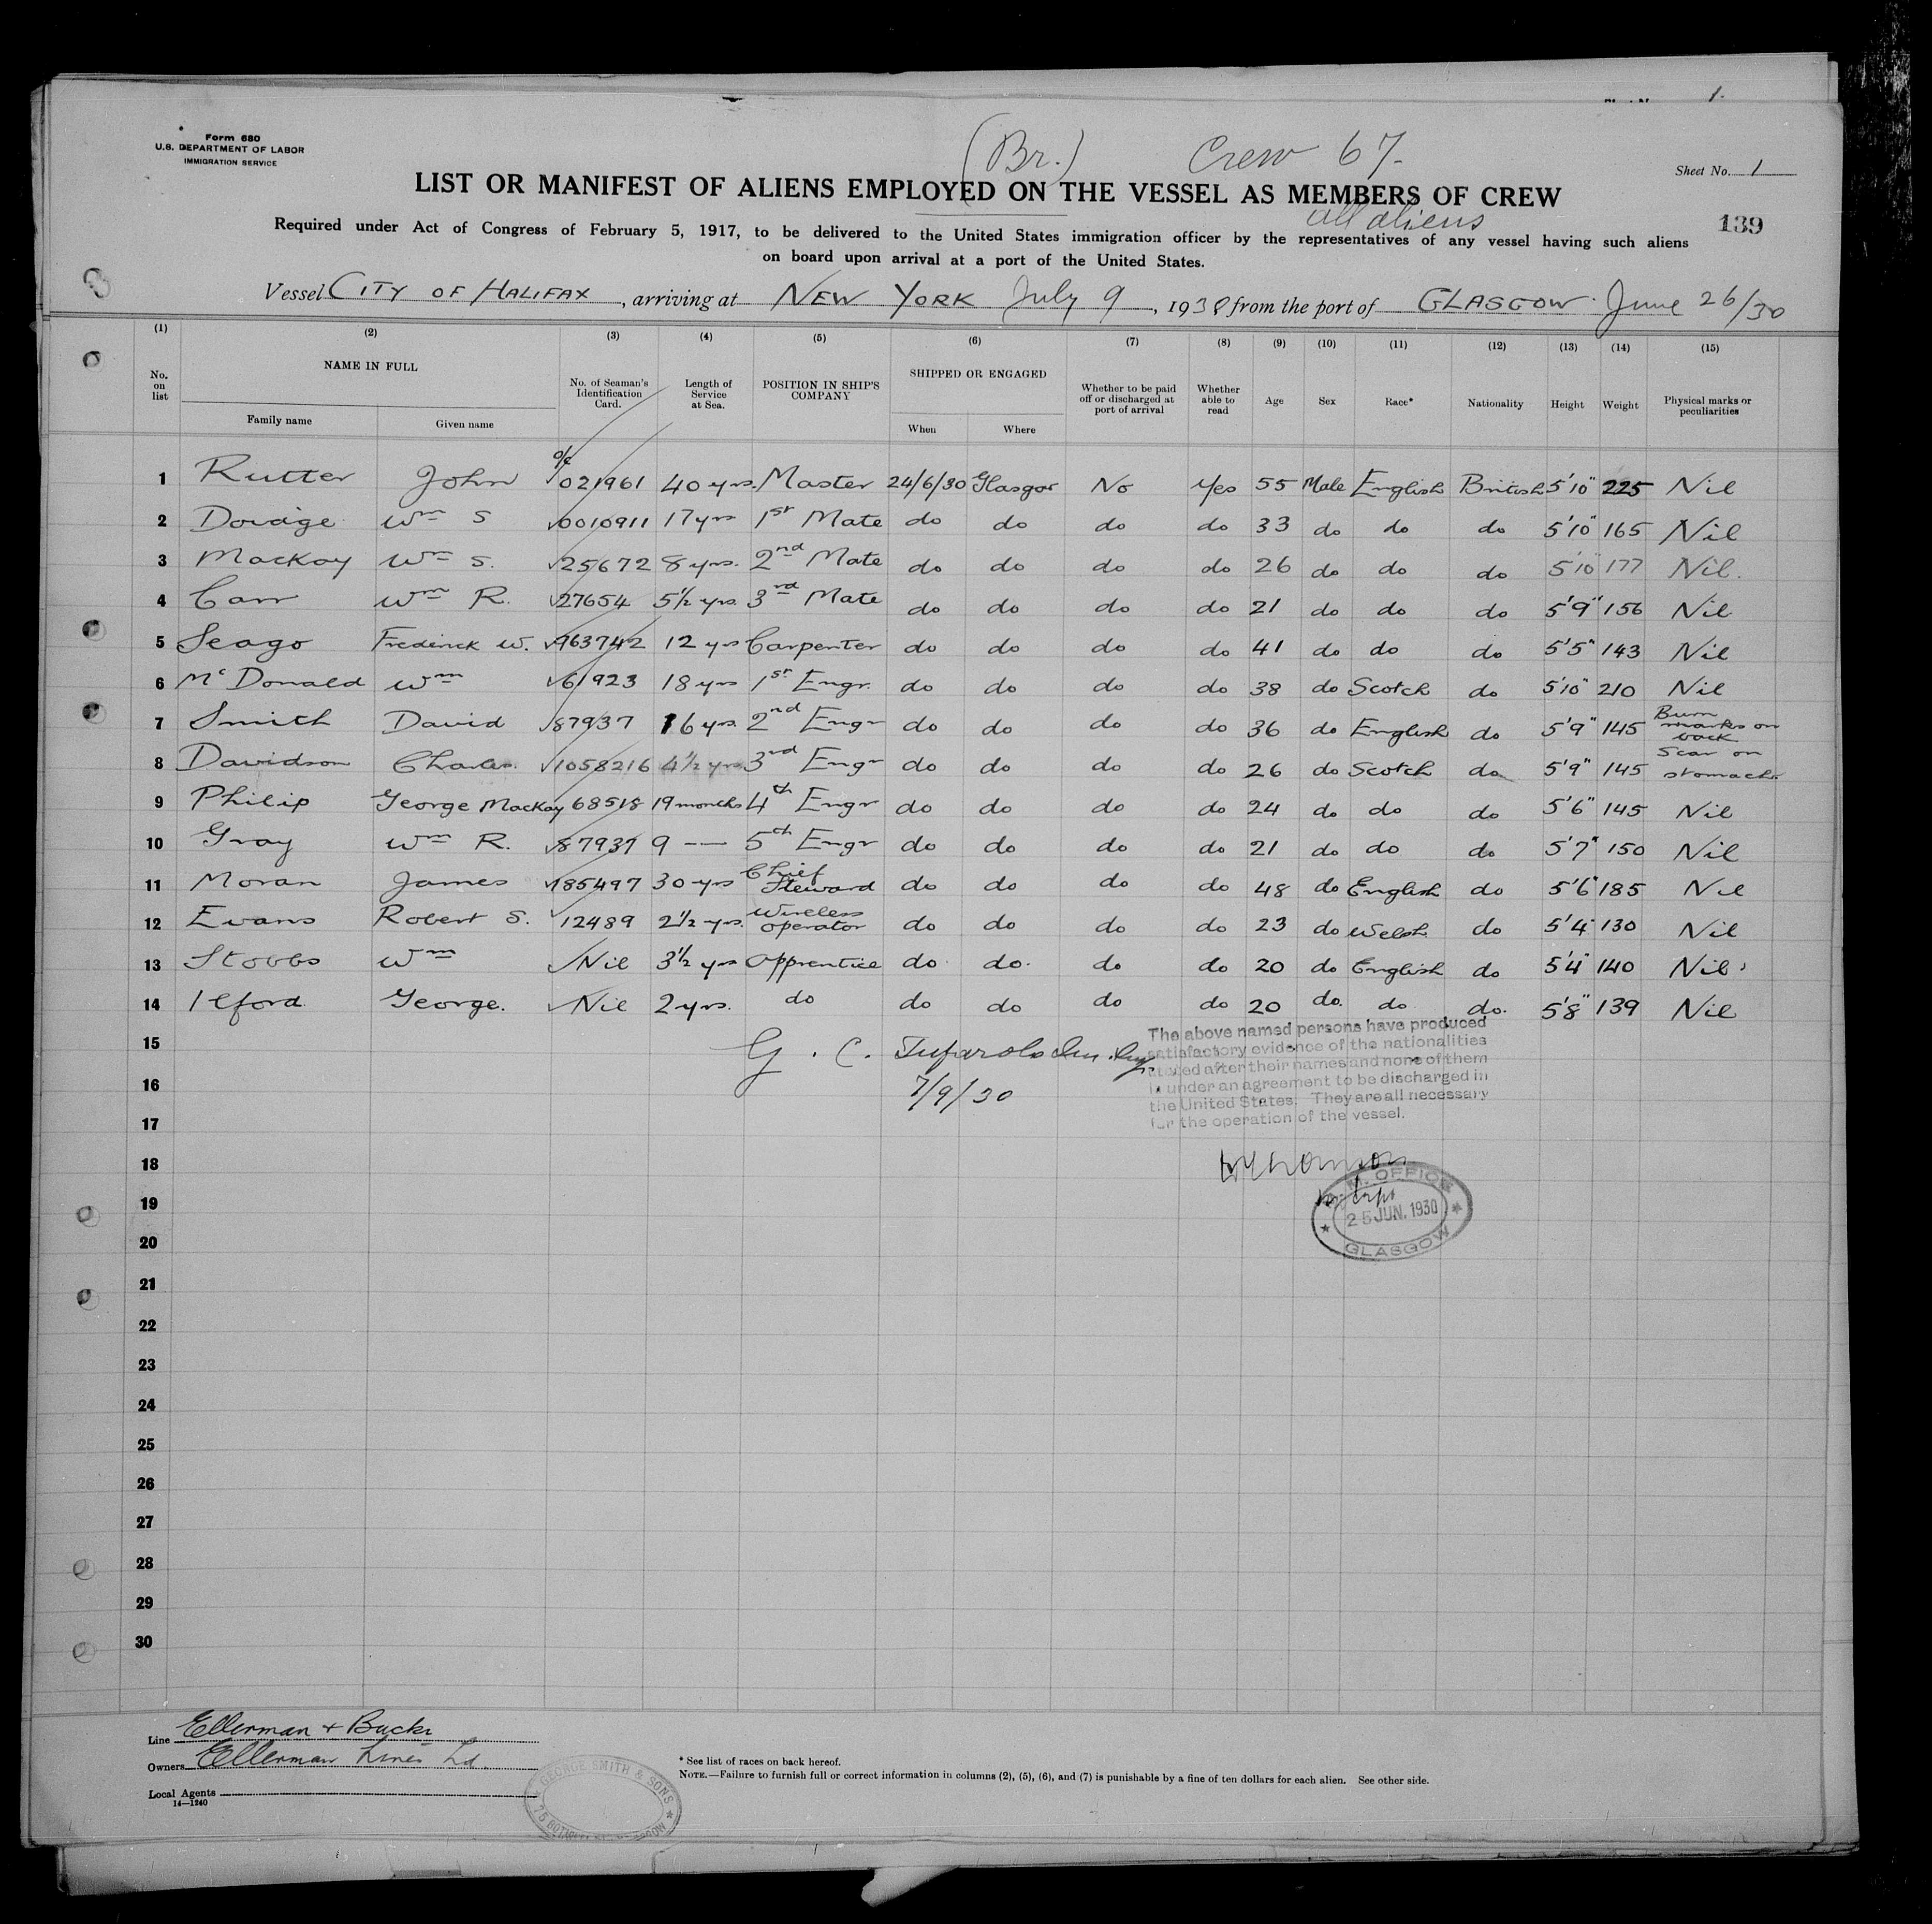 1.
Form 680
U.S. DEPARTMENT OF LABOR
IMMIGRATION SERVICE
(Br.) Crew 67.
Sheet No. 1
LIST OR MANIFEST OF ALIENS EMPLOYED ON THE VESSEL AS MEMBERS OF CREW
all aliens
139
Required under Act of Congress of February 5, 1917, to be delivered to the United States immigration officer by the representatives of any vessel having such aliens
on board upon arrival at a port of the United States.
Vessel CITY OF HALIFAX, arriving at NEW YORK July 9, 1930 from the port of GLASGOW June 26/30
(1) (2) (3) (4) (5) (6) (7) (8) (9) (10) (11) (12) (13) (14) (15)
No. on list NAME IN FULL Family name Given name No. of Seaman's Identification Card. Length of Service at Sea. POSITION IN SHIP'S COMPANY SHIPPED OR ENGAGED When Where Whether to be paid off or discharged at port of arrival Whether able to read Age Sex Race* Nationality Height Weight Physical marks or peculiarities
1 Rutter John 021961 40 yrs. Master 24/6/30 Glasgow No Yes 55 Male English British 5'10" 225 Nil
2 Dowdge Wm S 0010911 17 yrs 1st Mate do do do do 33 do do do 5'10" 165 Nil
3 Mackay Wm S. 25672 8 yrs. 2nd Mate do do do do 26 do do do 5'10" 177 Nil.
4 Carr Wm R. 27654 5½ yrs. 3rd Mate do do do do 21 do do do 5'9" 156 Nil
5 Seago Frederick W. 963742 12 yrs Carpenter do do do do 41 do do do 5'5" 143 Nil
6 McDonald Wm 61923 18 yrs 1st Engr. do do do do 38 do Scotch do 5'10" 210 Nil
7 Smith David 87937 16 yrs. 2nd Engr do do do do 36 do English do 5'9" 145 Burn marks on back
8 Davidson Charles. 1058216 4½ yrs. 3rd Engr do do do do 26 do Scotch do 5'9" 145 Scar on stomach.
9 Philip George Mackay 68518 19 months 4th Engr do do do do 24 do do do 5'6" 145 Nil
10 Gray Wm R. 87937 9 — 5th Engr do do do do 21 do do do 5'7" 150 Nil
11 Moran James 785497 30 yrs Chief Steward do do do do 48 do English do 5'6" 185 Nil
12 Evans Robert S. 12489 2½ yrs. Wireless operator do do do do 23 do Welsh do 5'4" 130 Nil
13 Stobbs Wm Nil 3½ yrs Apprentice do do. do do 20 do English do 5'4" 140 Nil
14 Ilford George. Nil 2 yrs. do do do do do 20 do. do do. 5'8" 139 Nil
15
16
17
18
19
20
21
22
23
24
25
26
27
28
29
30
G. C.
7/9/30
The above named persons have produced
satisfactory evidence of the nationalities
stated after their names and none of them
is under an agreement to be discharged in
the United States. They are all necessary
for the operation of the vessel.
OFFICE
25 JUN. 1930
GLASGOW
Line Ellerman + Buckn
Owners Ellerman Lines Ld.
Local Agents
14—1240
GEORGE SMITH & SONS
75 BOTHWELL ST. GLASGOW
* See list of races on back hereof.
NOTE.—Failure to furnish full or correct information in columns (2), (5), (6), and (7) is punishable by a fine of ten dollars for each alien. See other side.